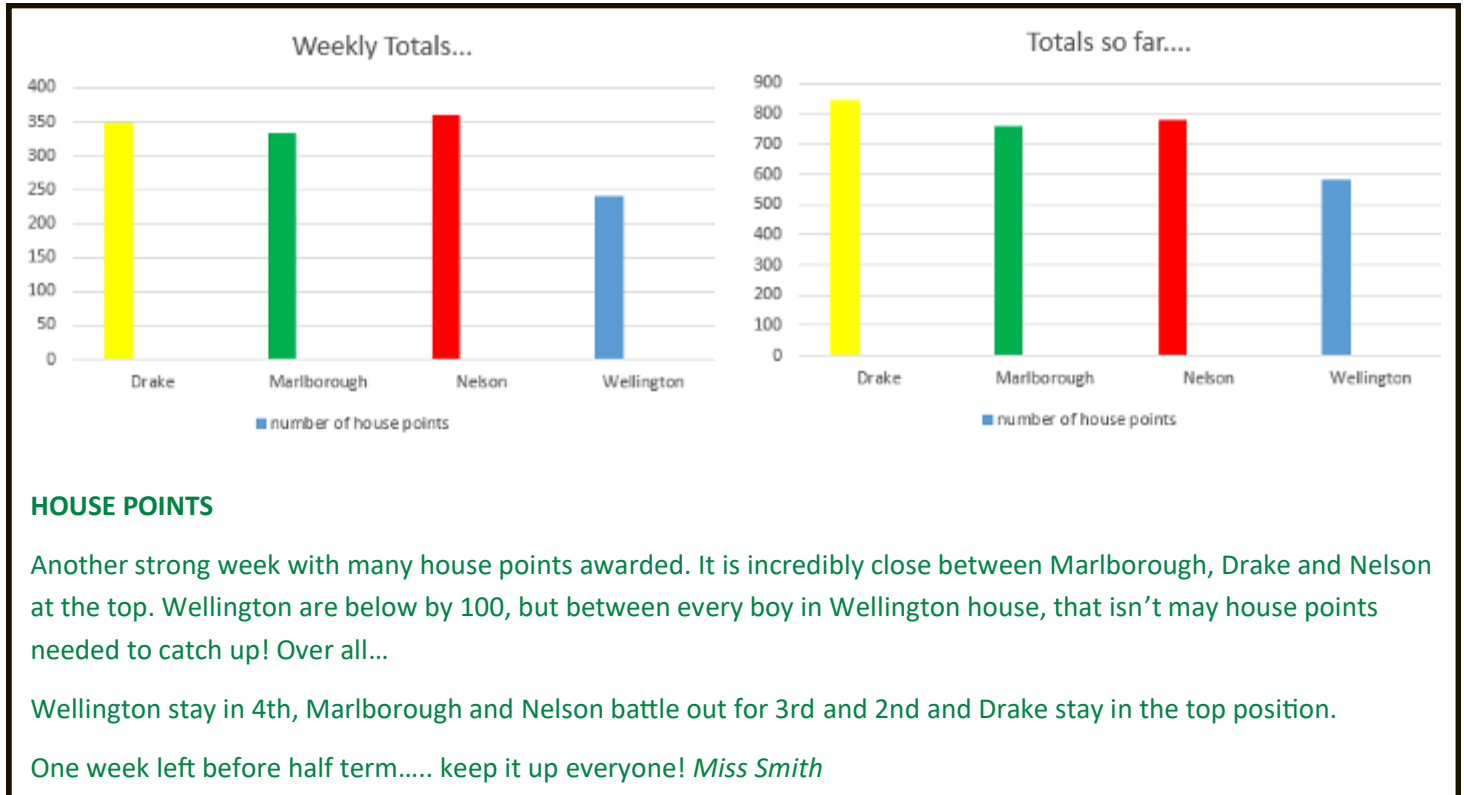 Weekly Totals...
400
350
300
250
200
150
100
50
0
Drake Marlborough Nelson Wellington
number of house points
Totals so far....
900
800
700
600
500
400
300
200
100
0
Drake Marlborough Nelson Wellington
number of house points
HOUSE POINTS
Another strong week with many house points awarded. It is incredibly close between Marlborough, Drake and Nelson
at the top. Wellington are below by 100, but between every boy in Wellington house, that isn’t may house points
needed to catch up! Over all…
Wellington stay in 4th, Marlborough and Nelson battle out for 3rd and 2nd and Drake stay in the top position.
One week left before half term….. keep it up everyone! Miss Smith